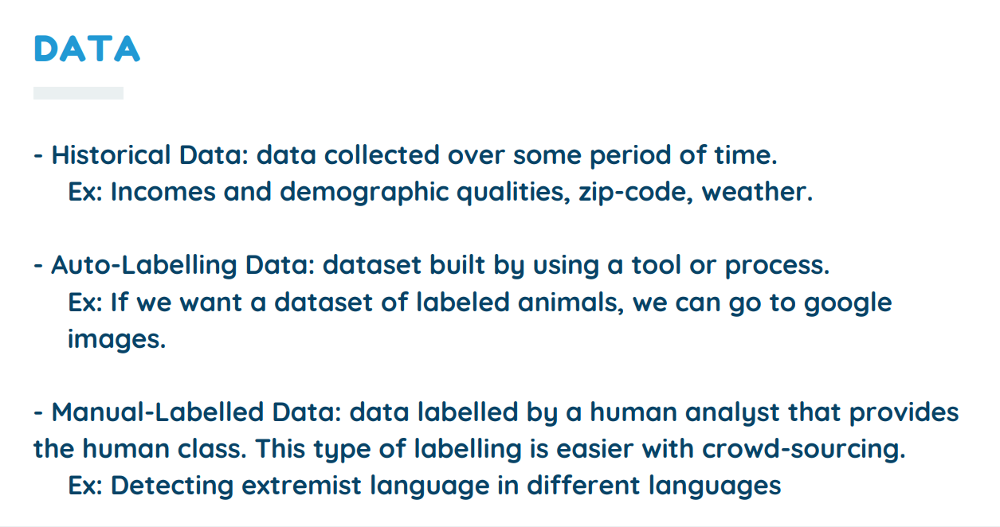 DATA
- Historical Data: data collected over some period of time.
Ex: Incomes and demographic qualities, zip-code, weather.
- Auto-Labelling Data: dataset built by using a tool or process.
Ex: If we want a dataset of labeled animals, we can go to google
images.
- Manual-Labelled Data: data labelled by a human analyst that provides
the human class. This type of labelling is easier with crowd-sourcing.
Ex: Detecting extremist language in different languages